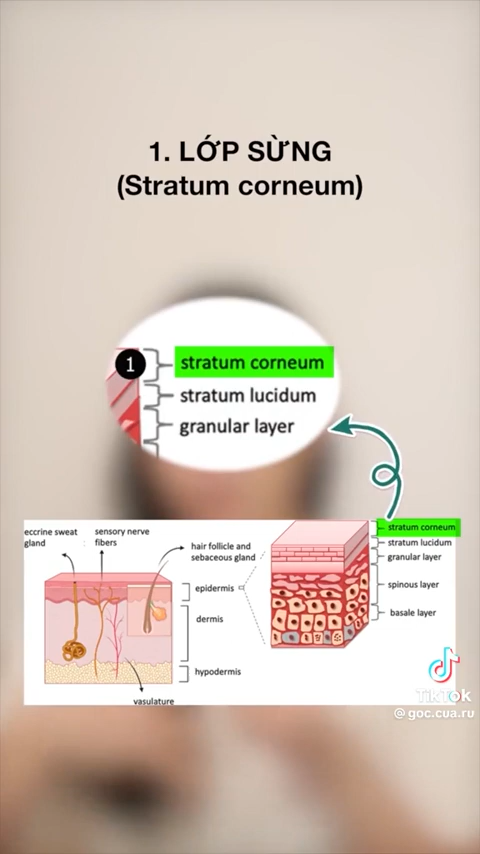 1. LỚP SỪNG
(Stratum corneum)
1
stratum corneum
stratum lucidum
granular layer
eccrine sweat
gland
sensory nerve
fibers
hair follicle and
sebaceous gland
epidermis
dermis
hypodermis
vasulature
stratum corneum
stratum lucidum
granular layer
spinous layer
basale layer
TikTok
@goc.cua.ru